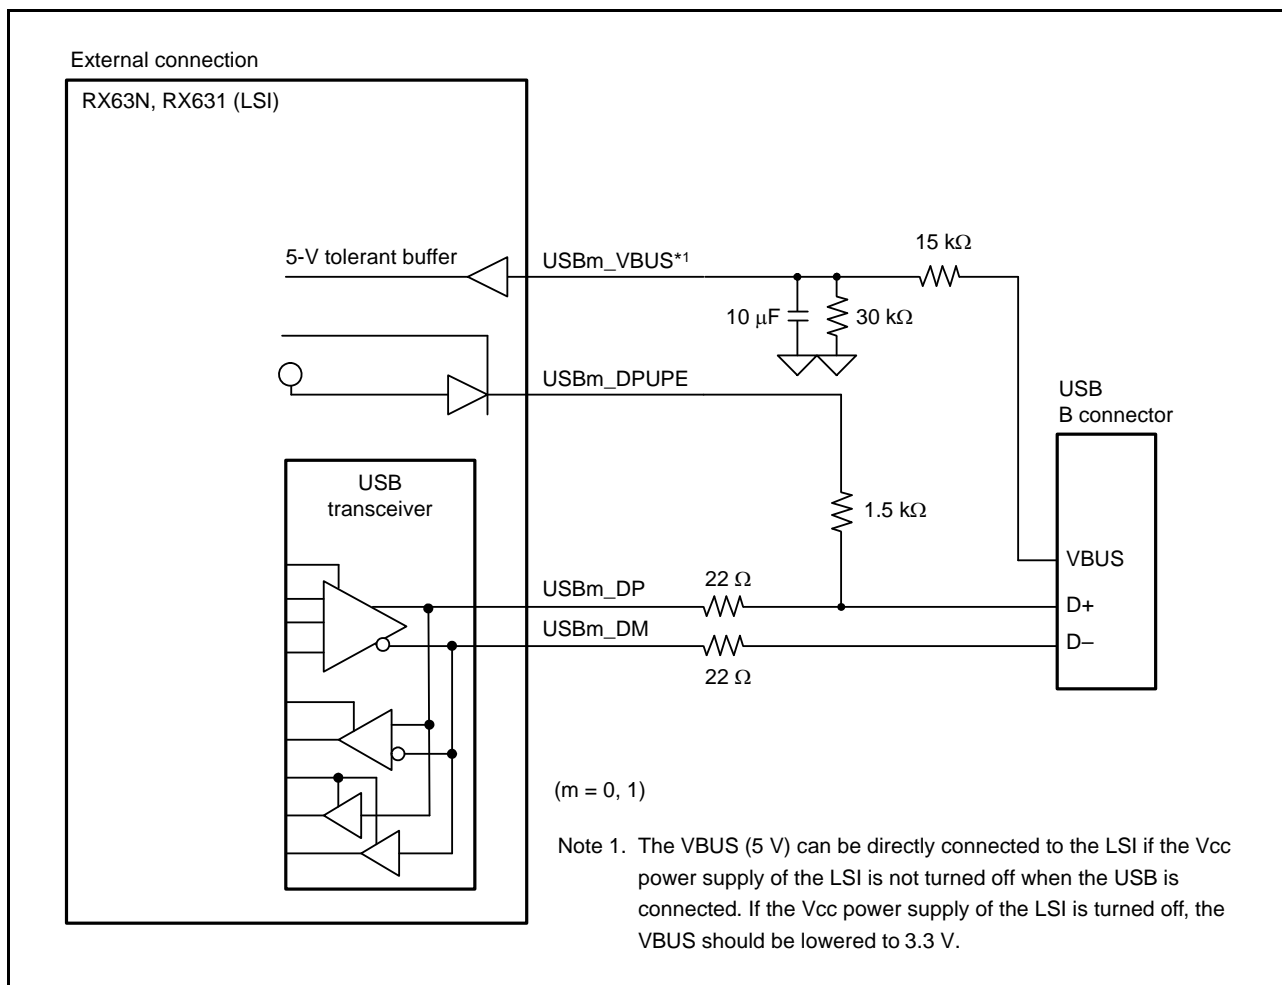 External connection
RX63N, RX631 (LSI)
15 kΩ
5-V tolerant buffer
USBm_VBUS*1
10 μF
30 kΩ
USBm_DPUPE
USB
B connector
USB
transceiver
1.5 kΩ
VBUS
22 Ω
USBm_DP
D+
USBm_DM
D–
22 Ω
(m = 0, 1)
Note 1. The VBUS (5 V) can be directly connected to the LSI if the Vcc
power supply of the LSI is not turned off when the USB is
connected. If the Vcc power supply of the LSI is turned off, the
VBUS should be lowered to 3.3 V.